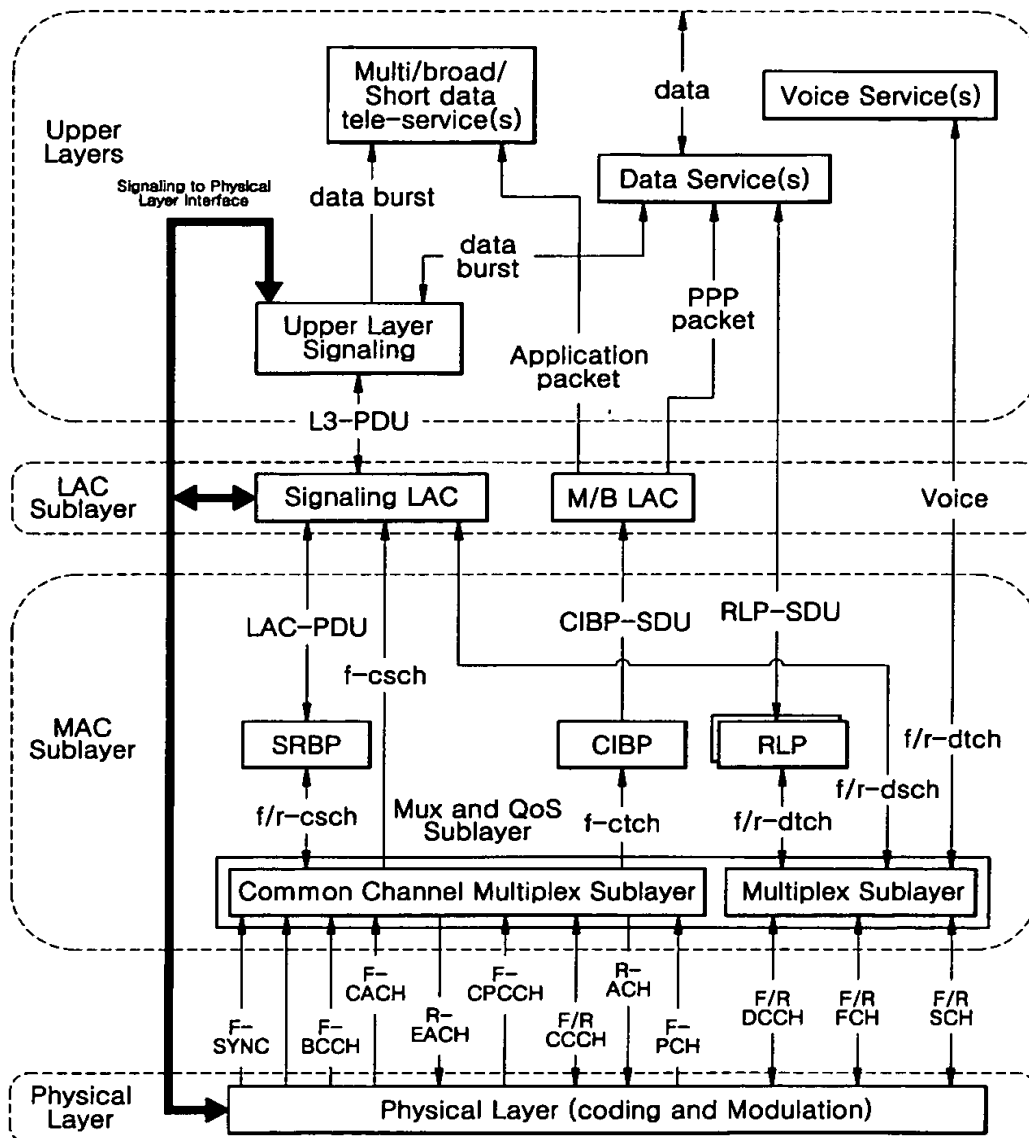 Multi/broad/
Short data
tele-service(s)
data
Voice Service(s)
Upper
Layers
Data Service(s)
Signaling to Physical
Layer Interface
data burst
data
burst
PPP
packet
Upper Layer
Signaling
Application
packet
L3-PDU
LAC
Sublayer
Signaling LAC
M/B LAC
Voice
LAC-PDU
CIBP-SDU
RLP-SDU
f-csch
MAC
Sublayer
SRBP
CIBP
RLP
f/r-dtch
f/r-dsch
f/r-csch
Mux and QoS
Sublayer
f-ctch
f/r-dtch
Common Channel Multiplex Sublayer
Multiplex Sublayer
F-
SYNC
F-
BCCH
F-
CACH
R-
EACH
F-
CPCCH
F/R
CCCH
R-
ACH
F-
PCH
F/R
DCCH
F/R
FCH
F/R
SCH
Physical
Layer
Physical Layer (coding and Modulation)